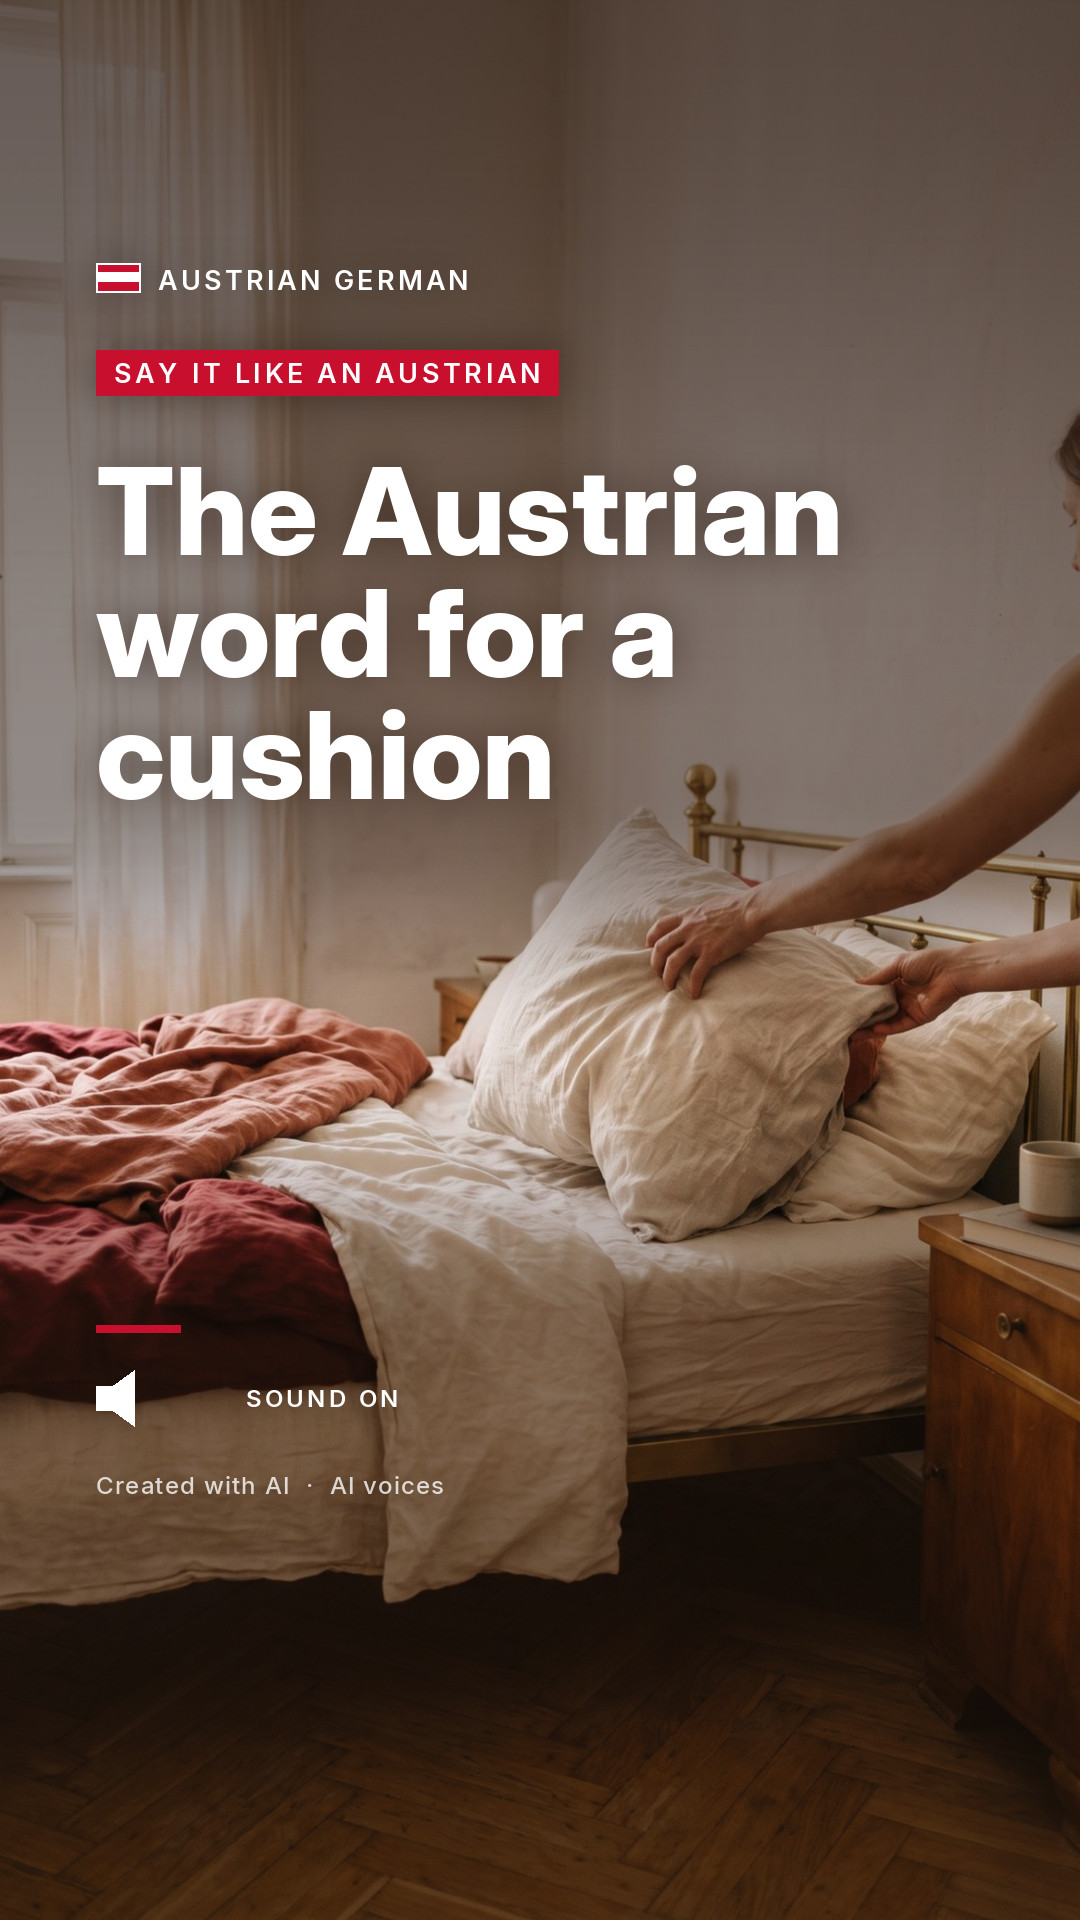 AUSTRIAN GERMAN
SAY IT LIKE AN AUSTRIAN
The Austrian
word for a
cushion
SOUND ON
Created with AI · AI voices